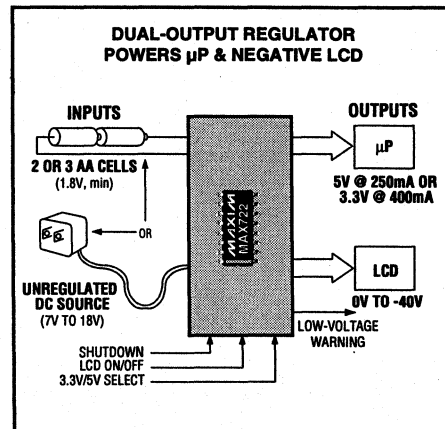 DUAL-OUTPUT REGULATOR
POWERS µP & NEGATIVE LCD
INPUTS
2 OR 3 AA CELLS
(1.8V, min)
OR
UNREGULATED
DC SOURCE
(7V TO 18V)
MAXIM
MAX722
OUTPUTS
µP
5V @ 250mA OR
3.3V @ 400mA
LCD
0V TO -40V
LOW-VOLTAGE
WARNING
SHUTDOWN
LCD ON/OFF
3.3V/5V SELECT